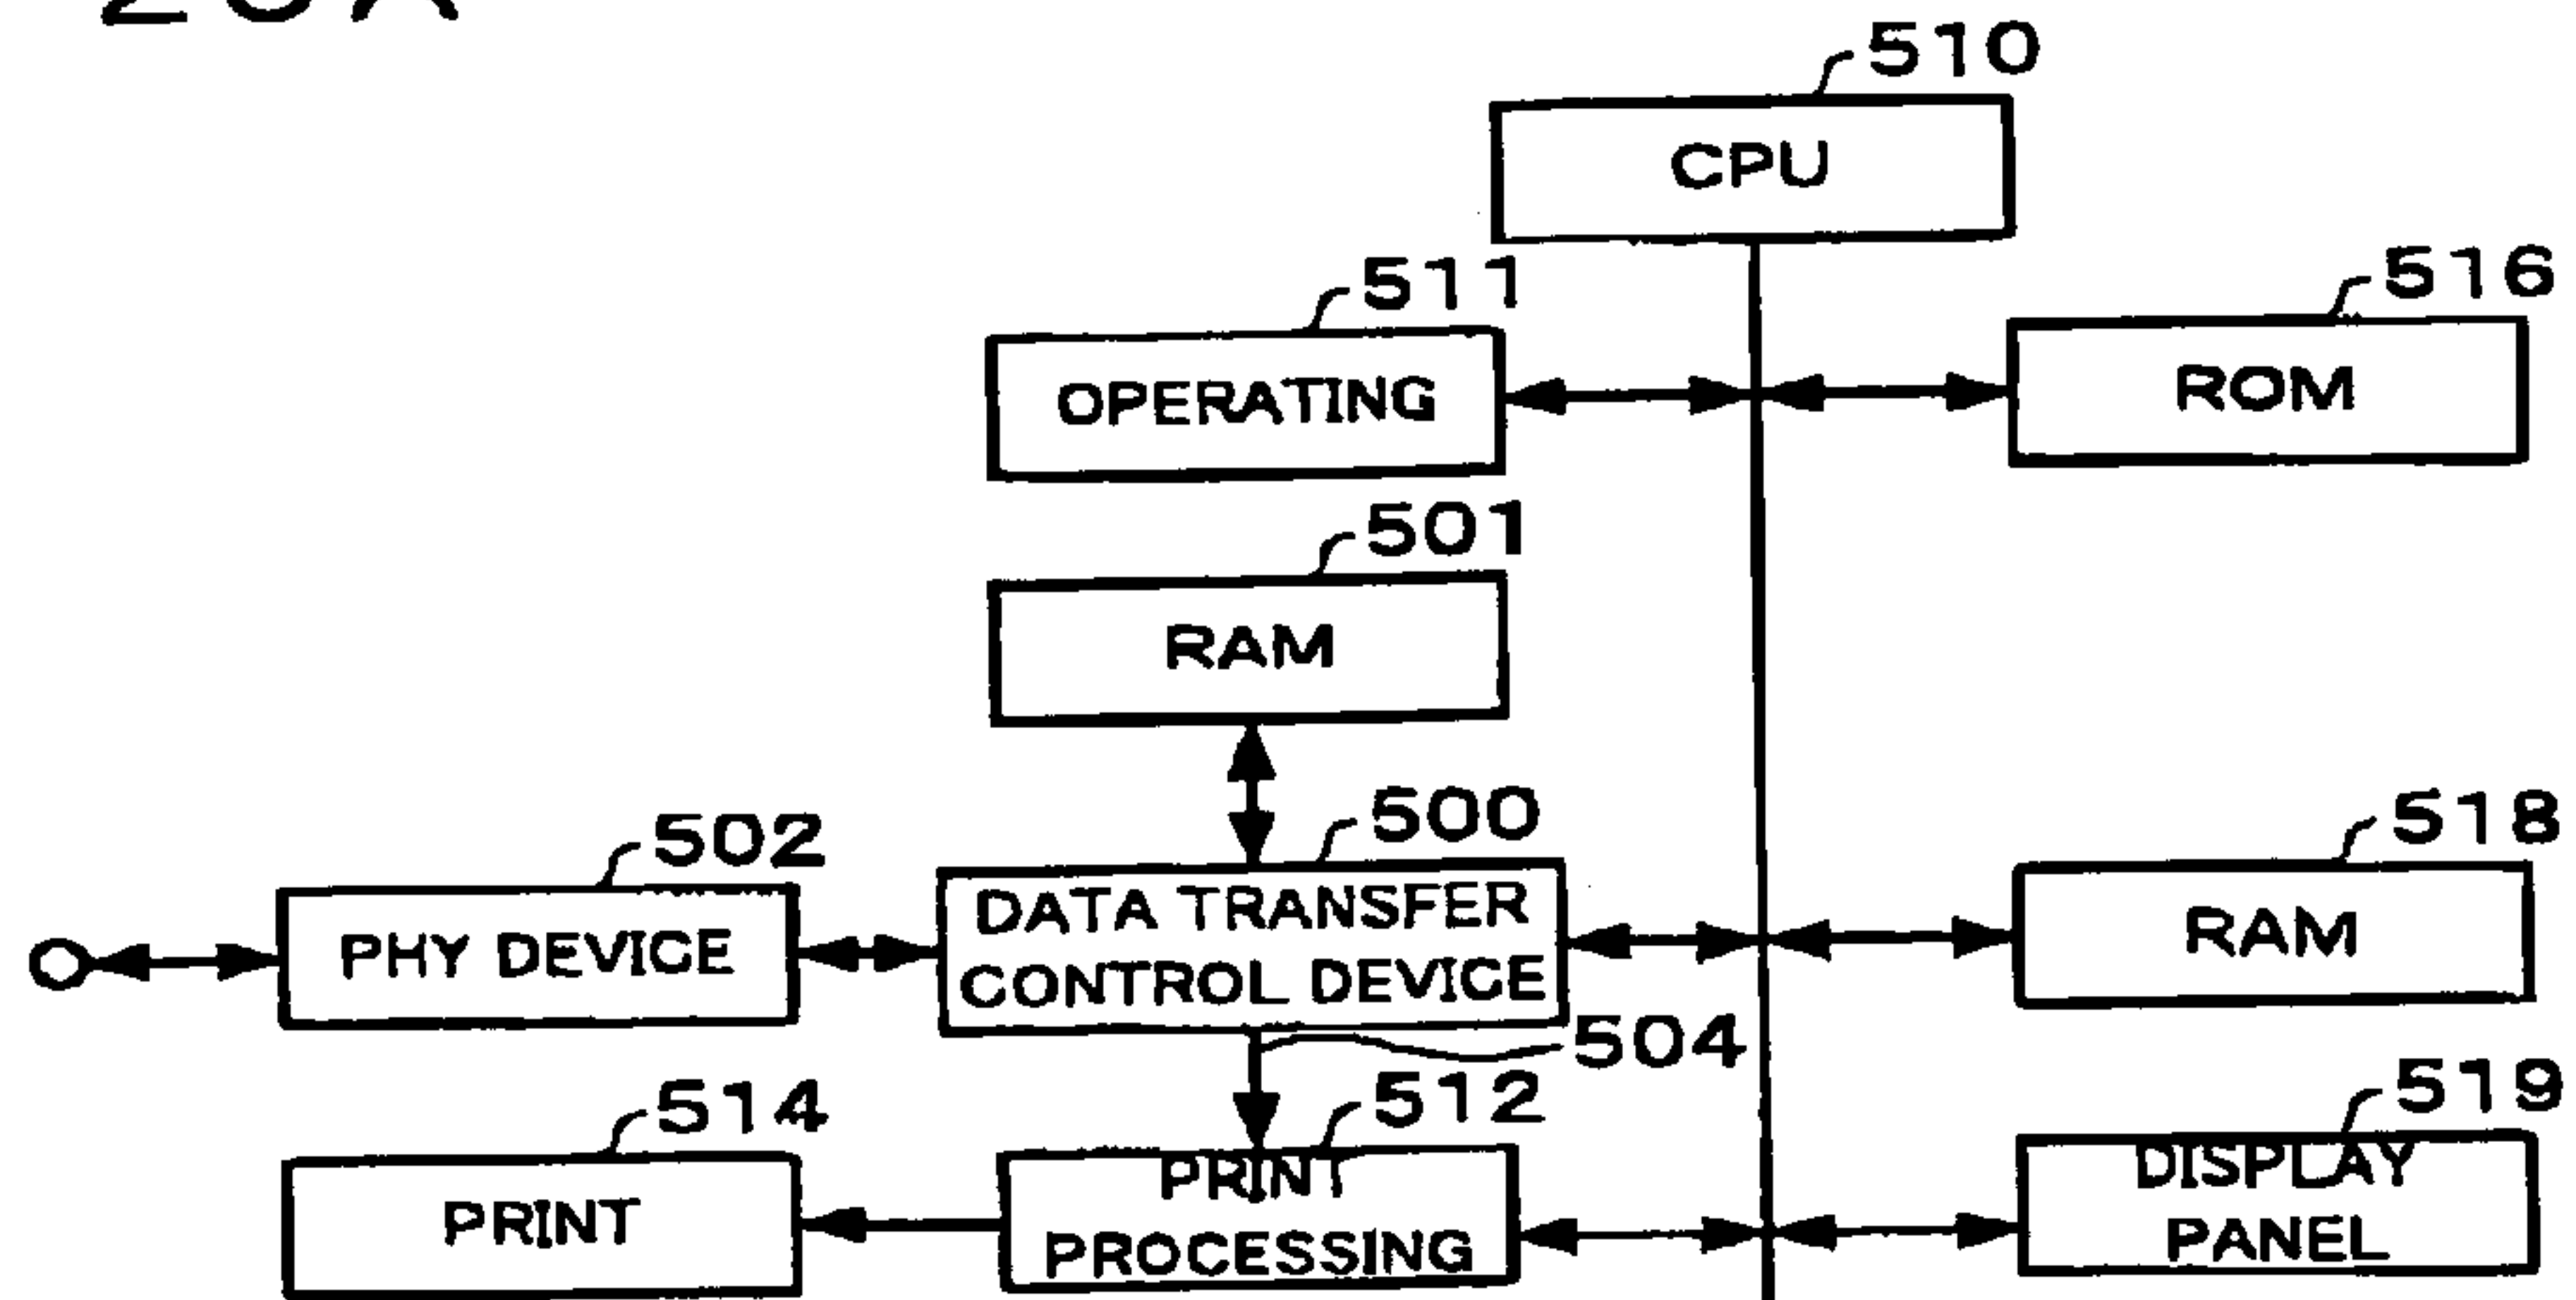 510
CPU
511
516
OPERATING
ROM
501
RAM
502
500
518
PHY DEVICE
DATA TRANSFER
CONTROL DEVICE
RAM
504
514
512
519
PRINT
PRINT
PROCESSING
DISPLAY
PANEL